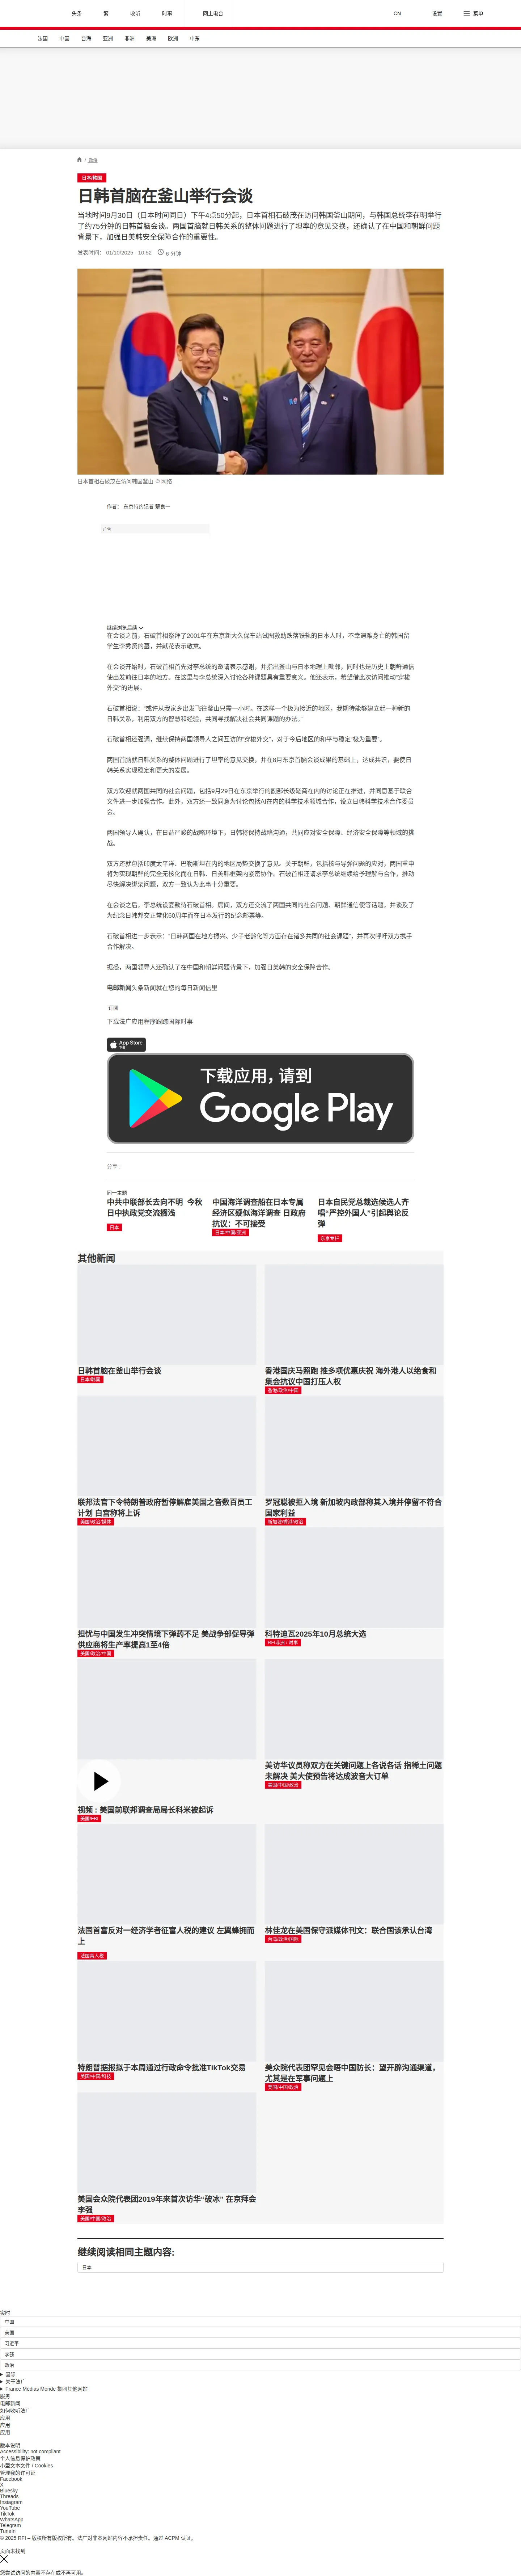 头条
繁
收听
时事
网上电台
CN
设置
菜单
法国
中国
台海
亚洲
非洲
美洲
欧洲
中东
/ 政治
日本/韩国
日韩首脑在釜山举行会谈
当地时间9月30日（日本时间同日）下午4点50分起，日本首相石破茂在访问韩国釜山期间，与韩国总统李在明举行
了约75分钟的日韩首脑会谈。两国首脑就日韩关系的整体问题进行了坦率的意见交换，还确认了在中国和朝鲜问题
背景下，加强日美韩安全保障合作的重要性。
发表时间： 01/10/2025 - 10:52
6 分钟
日本首相石破茂在访问韩国釜山 © 网络
作者： 东京特约记者 楚良一
广告
继续浏览后续
在会谈之前，石破首相祭拜了2001年在东京新大久保车站试图救助跌落铁轨的日本人时，不幸遇难身亡的韩国留
学生李秀贤的墓，并献花表示敬意。
在会谈开始时，石破首相首先对李总统的邀请表示感谢，并指出釜山与日本地理上毗邻，同时也是历史上朝鲜通信
使出发前往日本的地方。在这里与李总统深入讨论各种课题具有重要意义。他还表示，希望借此次访问推动“穿梭
外交”的进展。
石破首相说：“或许从我家乡出发飞往釜山只需一小时。在这样一个极为接近的地区，我期待能够建立起一种新的
日韩关系，利用双方的智慧和经验，共同寻找解决社会共同课题的办法。”
石破首相还强调，继续保持两国领导人之间互访的“穿梭外交”，对于今后地区的和平与稳定“极为重要”。
两国首脑就日韩关系的整体问题进行了坦率的意见交换，并在8月东京首脑会谈成果的基础上，达成共识，要使日
韩关系实现稳定和更大的发展。
双方欢迎就两国共同的社会问题，包括9月29日在东京举行的副部长级磋商在内的讨论正在推进，并同意基于联合
文件进一步加强合作。此外，双方还一致同意为讨论包括AI在内的科学技术领域合作，设立日韩科学技术合作委员
会。
两国领导人确认，在日益严峻的战略环境下，日韩将保持战略沟通，共同应对安全保障、经济安全保障等领域的挑
战。
双方还就包括印度太平洋、巴勒斯坦在内的地区局势交换了意见。关于朝鲜，包括核与导弹问题的应对，两国重申
将为实现朝鲜的完全无核化而在日韩、日美韩框架内紧密协作。石破首相还请求李总统继续给予理解与合作，推动
尽快解决绑架问题，双方一致认为此事十分重要。
在会谈之后，李总统设宴款待石破首相。席间，双方还交流了两国共同的社会问题、朝鲜通信使等话题，并谈及了
为纪念日韩邦交正常化60周年而在日本发行的纪念邮票等。
石破首相进一步表示：“日韩两国在地方振兴、少子老龄化等方面存在诸多共同的社会课题”，并再次呼吁双方携手
合作解决。
据悉，两国领导人还确认了在中国和朝鲜问题背景下，加强日美韩的安全保障合作。
电邮新闻头条新闻就在您的每日新闻信里
订阅
下载法广应用程序跟踪国际时事
App Store
下载应用，请到
Google Play
分享 :
同一主题
中共中联部长去向不明 今秋
日中执政党交流搁浅
日本
中国海洋调查船在日本专属
经济区疑似海洋调查 日政府
抗议：不可接受
日本/中国/亚洲
日本自民党总裁选候选人齐
唱“严控外国人”引起舆论反
弹
东京专栏
其他新闻
日韩首脑在釜山举行会谈
日本/韩国
香港国庆马照跑 推多项优惠庆祝 海外港人以绝食和
集会抗议中国打压人权
香港/政治/中国
联邦法官下令特朗普政府暂停解雇美国之音数百员工
计划 白宫称将上诉
美国/政治/媒体
罗冠聪被拒入境 新加坡内政部称其入境并停留不符合
国家利益
新加坡/香港/政治
担忧与中国发生冲突情境下弹药不足 美战争部促导弹
供应商将生产率提高1至4倍
美国/政治/中国
科特迪瓦2025年10月总统大选
RFI非洲 / 时事
视频 : 美国前联邦调查局局长科米被起诉
美国/FBI
美访华议员称双方在关键问题上各说各话 指稀土问题
未解决 美大使预告将达成波音大订单
美国/中国/政治
法国首富反对一经济学者征富人税的建议 左翼蜂拥而
上
法国富人税
林佳龙在美国保守派媒体刊文：联合国该承认台湾
台湾/政治/国际
特朗普据报拟于本周通过行政命令批准TikTok交易
美国/中国/科技
美众院代表团罕见会晤中国防长：望开辟沟通渠道，
尤其是在军事问题上
美国/中国/政治
美国会众院代表团2019年来首次访华“破冰” 在京拜会
李强
美国/中国/政治
继续阅读相同主题内容:
日本
实时
中国
美国
习近平
李强
政治
国际
关于法广
France Médias Monde 集团其他网站
服务
电邮新闻
如何收听法广
应用
应用
应用
版本说明
Accessibility: not compliant
个人信息保护政策
小型文本文件 / Cookies
管理我的许可证
Facebook
X
Bluesky
Threads
Instagram
YouTube
TikTok
WhatsApp
Telegram
TuneIn
© 2025 RFI – 版权所有版权所有。法广对非本网站内容不承担责任。通过 ACPM 认证。
页面未找到
您尝试访问的内容不存在或不再可用。